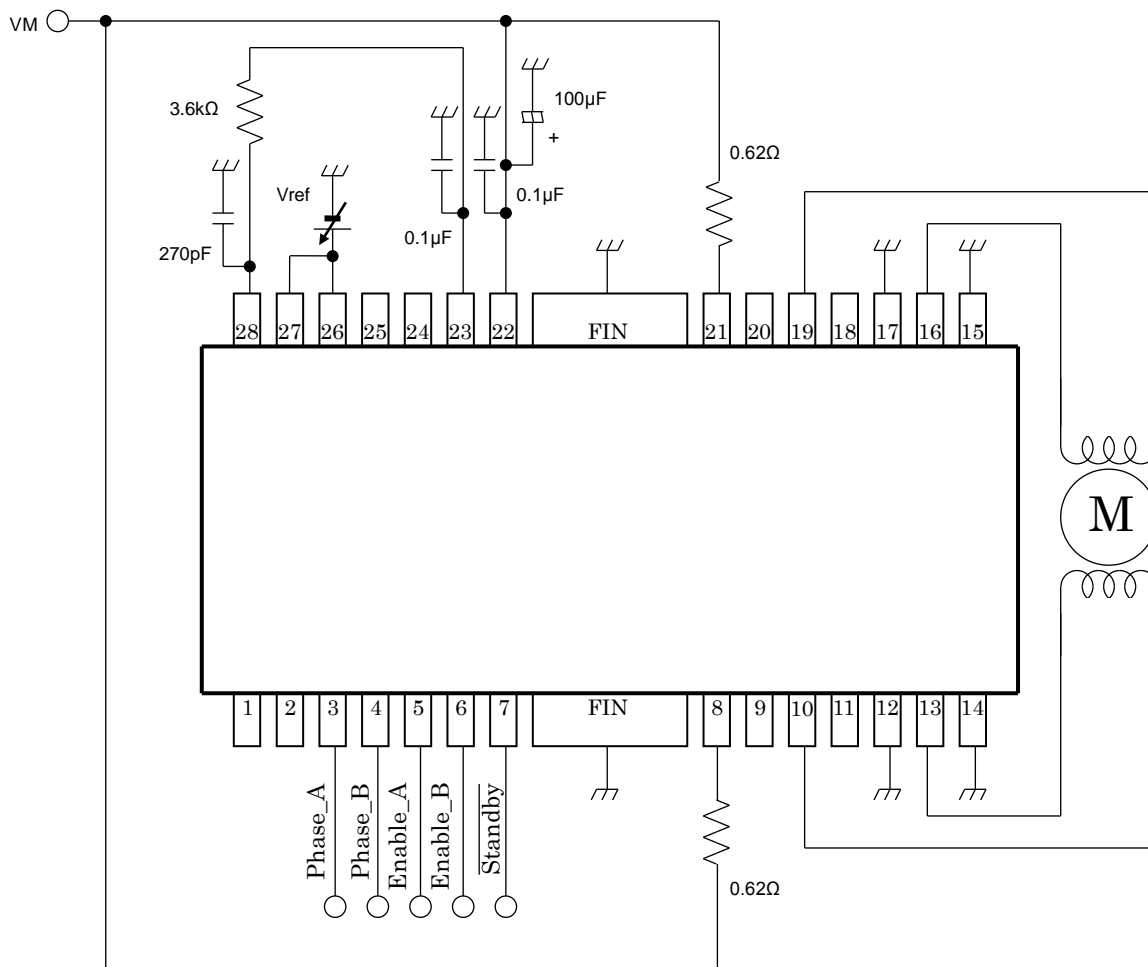 VM
100µF
3.6kΩ
+
0.62Ω
Vref
0.1µF
0.1µF
270pF
28 27 26 25 24 23 22 FIN 21 20 19 18 17 16 15
M
1 2 3 4 5 6 7 FIN 8 9 10 11 12 13 14
Phase_A
Phase_B
Enable_A
Enable_B
Standby
0.62Ω